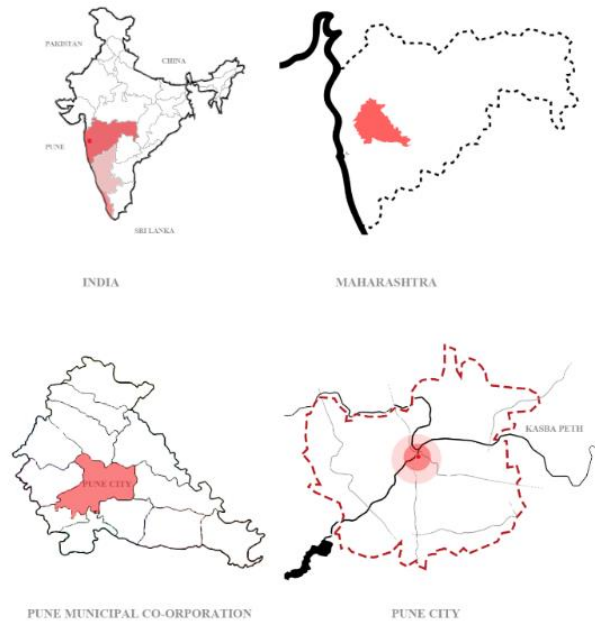 PAKISTAN
CHINA
PUNE
SRI LANKA
INDIA
MAHARASHTRA
PUNE CITY
KASBA PETH
PUNE MUNICIPAL CO-ORPORATION
PUNE CITY